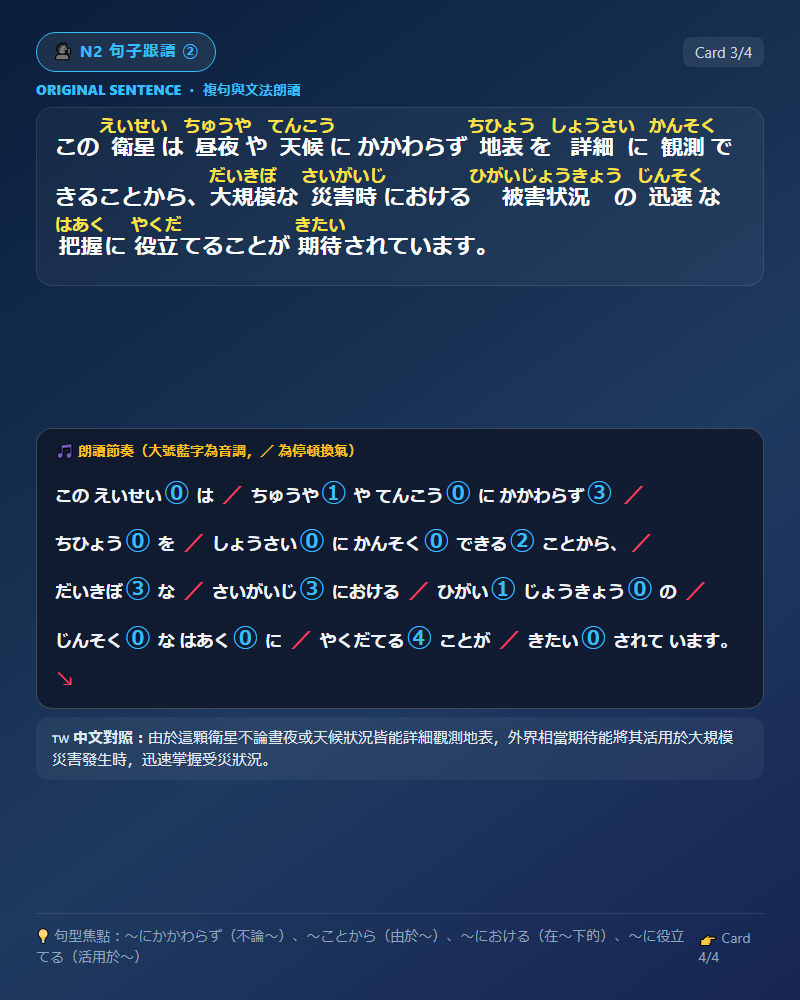 N2 句子跟讀 ②
Card 3/4
ORIGINAL SENTENCE · 複句與文法朗讀
えいせい ちゅうや てんこう ちひょう しょうさい かんそく
この 衛星 は 昼夜 や 天候 に かかわらず 地表 を 詳細 に 観測 で
だいきぼ さいがいじ ひがいじょうきょう じんそく
きることから、大規模な 災害時 における 被害状況 の 迅速 な
はあく やくだ きたい
把握 に 役立てることが 期待されています。
🎵 朗讀節奏（大號藍字為音調，／ 為停頓換氣）
この えいせい⓪ は ／ ちゅうや① や てんこう⓪ に かかわらず③ ／
ちひょう⓪ を ／ しょうさい⓪ に かんそく⓪ できる② ことから、／
だいきぼ③ な ／ さいがいじ③ における ／ ひがい① じょうきょう⓪ の ／
じんそく⓪ な はあく⓪ に ／ やくだてる④ ことが ／ きたい⓪ されて います。
↘
TW 中文對照：由於這顆衛星不論晝夜或天候狀況皆能詳細觀測地表，外界相當期待能將其活用於大規模
災害發生時，迅速掌握受災狀況。
💡 句型焦點：～にかかわらず（不論～）、～ことから（由於～）、～における（在～下的）、～に役立
てる（活用於～）
👉 Card
4/4